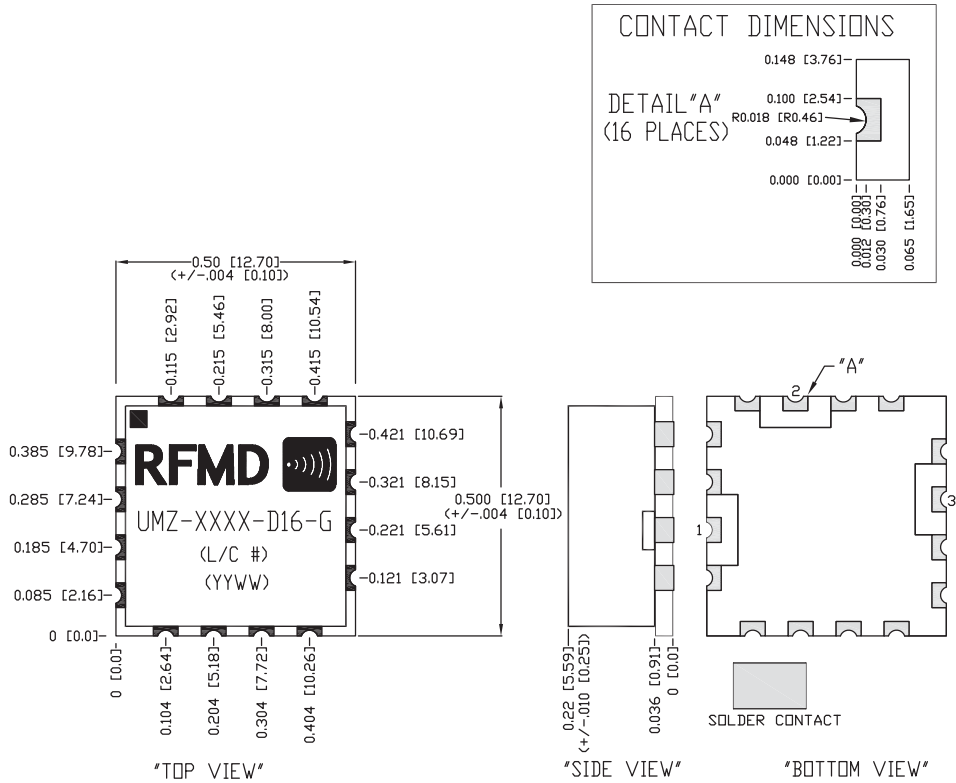 CONTACT DIMENSIONS
0.148 [3.76]
0.100 [2.54]
DETAIL"A"
R0.018 [R0.46]
(16 PLACES)
0.048 [1.22]
0.000 [0.00]
0.000 [0.00]
0.012 [0.30]
0.030 [0.76]
0.065 [1.65]
0.50 [12.70]
(+/-.004 [0.10])
0.115 [2.92]
0.215 [5.46]
0.315 [8.00]
0.415 [10.54]
"A"
2
0.385 [9.78]
0.285 [7.24]
0.185 [4.70]
0.085 [2.16]
0 [0.0]
RFMD
UMZ-XXXX-D16-G
(L/C #)
(YYWW)
0.421 [10.69]
0.321 [8.15]
0.221 [5.61]
0.121 [3.07]
0.500 [12.70]
(+/-.004 [0.10])
1
3
0 [0.0]
0.104 [2.64]
0.204 [5.18]
0.304 [7.72]
0.404 [10.26]
0.22 [5.59]
(+/-.010 [0.25])
0.036 [0.91]
0 [0.0]
SOLDER CONTACT
"TOP VIEW"
"SIDE VIEW"
"BOTTOM VIEW"